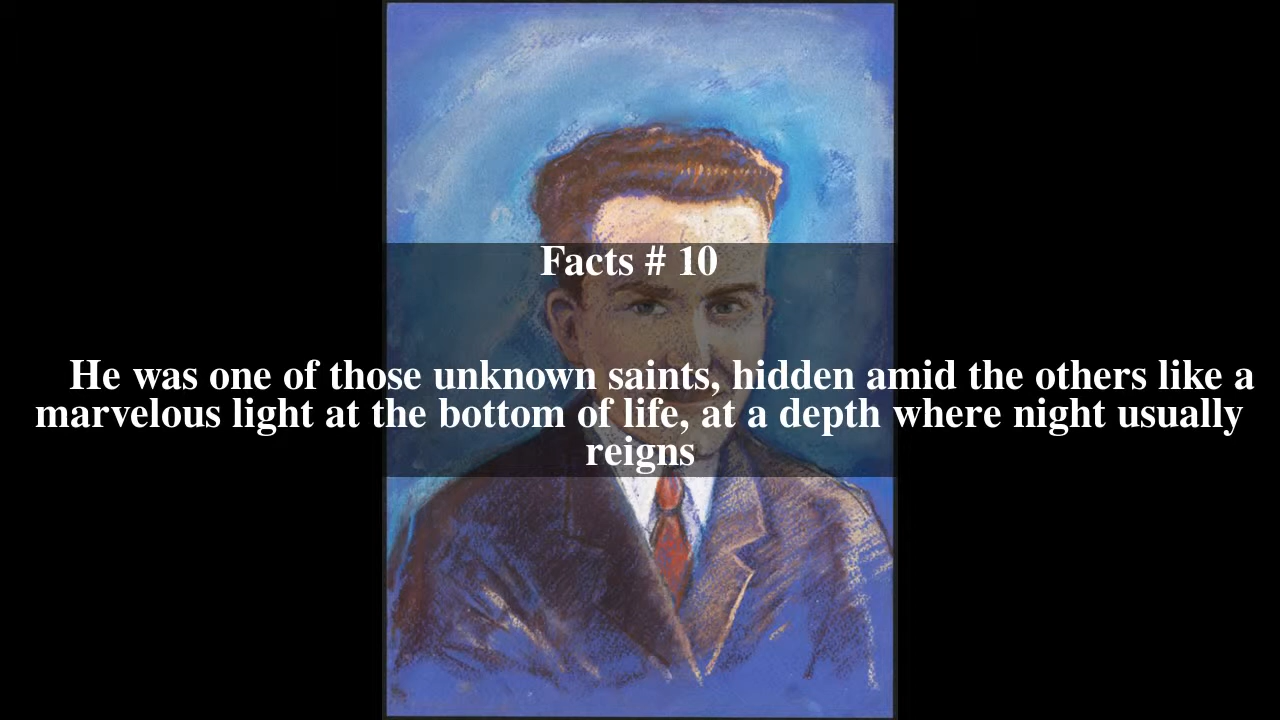 Facts # 10
He was one of those unknown saints, hidden amid the others like a
marvelous light at the bottom of life, at a depth where night usually
reigns